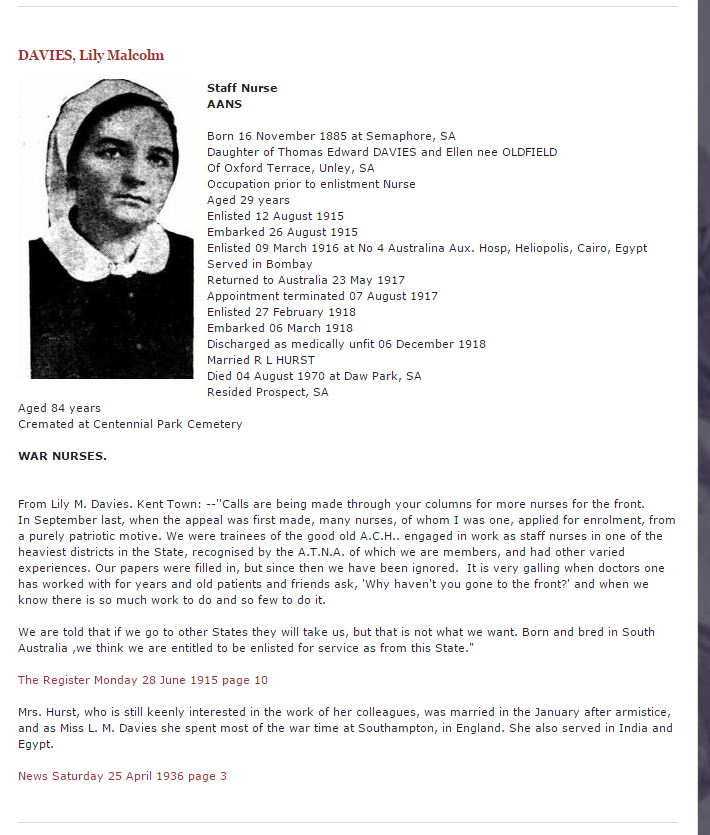 DAVIES, Lily Malcolm
Staff Nurse
AANS
Born 16 November 1885 at Semaphore, SA
Daughter of Thomas Edward DAVIES and Ellen nee OLDFIELD
Of Oxford Terrace, Unley, SA
Occupation prior to enlistment Nurse
Aged 29 years
Enlisted 12 August 1915
Embarked 26 August 1915
Enlisted 09 March 1916 at No 4 Australina Aux. Hosp, Heliopolis, Cairo, Egypt
Served in Bombay
Returned to Australia 23 May 1917
Appointment terminated 07 August 1917
Enlisted 27 February 1918
Embarked 06 March 1918
Discharged as medically unfit 06 December 1918
Married R L HURST
Died 04 August 1970 at Daw Park, SA
Resided Prospect, SA
Aged 84 years
Cremated at Centennial Park Cemetery
WAR NURSES.
From Lily M. Davies. Kent Town: --''Calls are being made through your columns for more nurses for the front.
In September last, when the appeal was first made, many nurses, of whom I was one, applied for enrolment, from
a purely patriotic motive. We were trainees of the good old A.C.H.. engaged in work as staff nurses in one of the
heaviest districts in the State, recognised by the A.T.N.A. of which we are members, and had other varied
experiences. Our papers were filled in, but since then we have been ignored.  It is very galling when doctors one
has worked with for years and old patients and friends ask, 'Why haven't you gone to the front?' and when we
know there is so much work to do and so few to do it.
We are told that if we go to other States they will take us, but that is not what we want. Born and bred in South
Australia ,we think we are entitled to be enlisted for service as from this State."
The Register Monday 28 June 1915 page 10
Mrs. Hurst, who is still keenly interested in the work of her colleagues, was married in the January after armistice,
and as Miss L. M. Davies she spent most of the war time at Southampton, in England. She also served in India and
Egypt.
News Saturday 25 April 1936 page 3